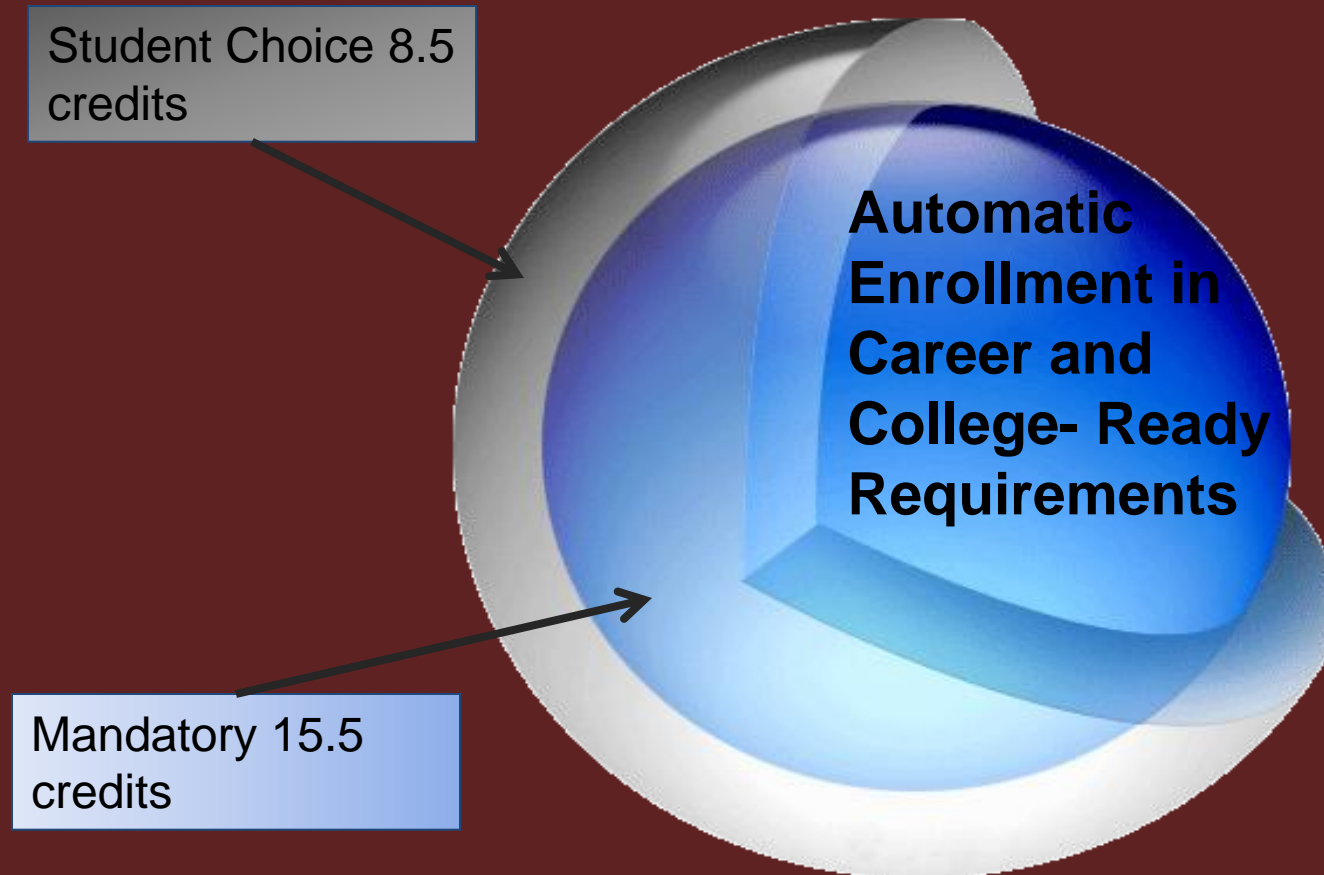 Student Choice 8.5
credits
Automatic
Enrollment in
Career and
College- Ready
Requirements
Mandatory 15.5
credits